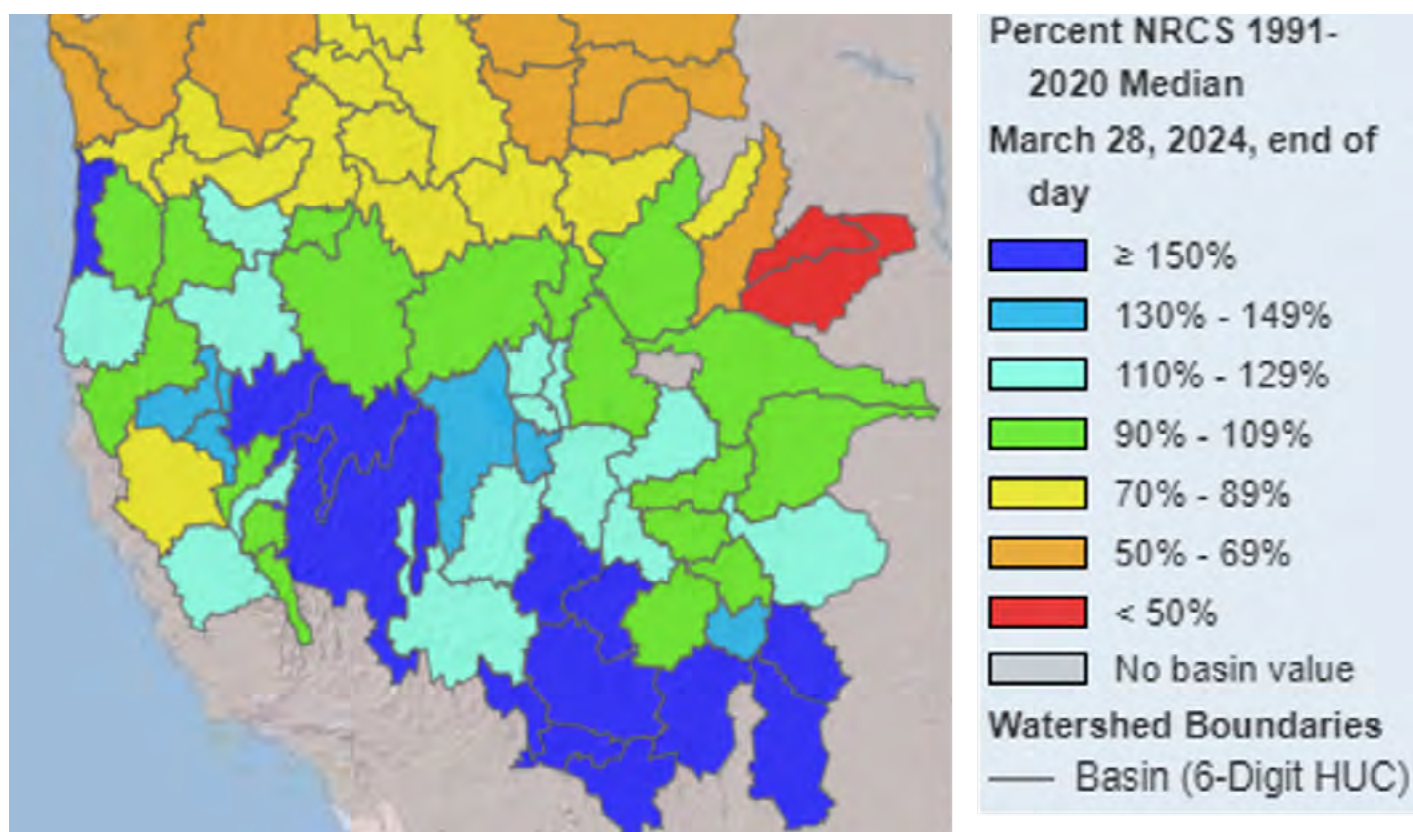 Percent NRCS 1991-
2020 Median
March 28, 2024, end of
day
≥ 150%
130% - 149%
110% - 129%
90% - 109%
70% - 89%
50% - 69%
< 50%
No basin value
Watershed Boundaries
Basin (6-Digit HUC)